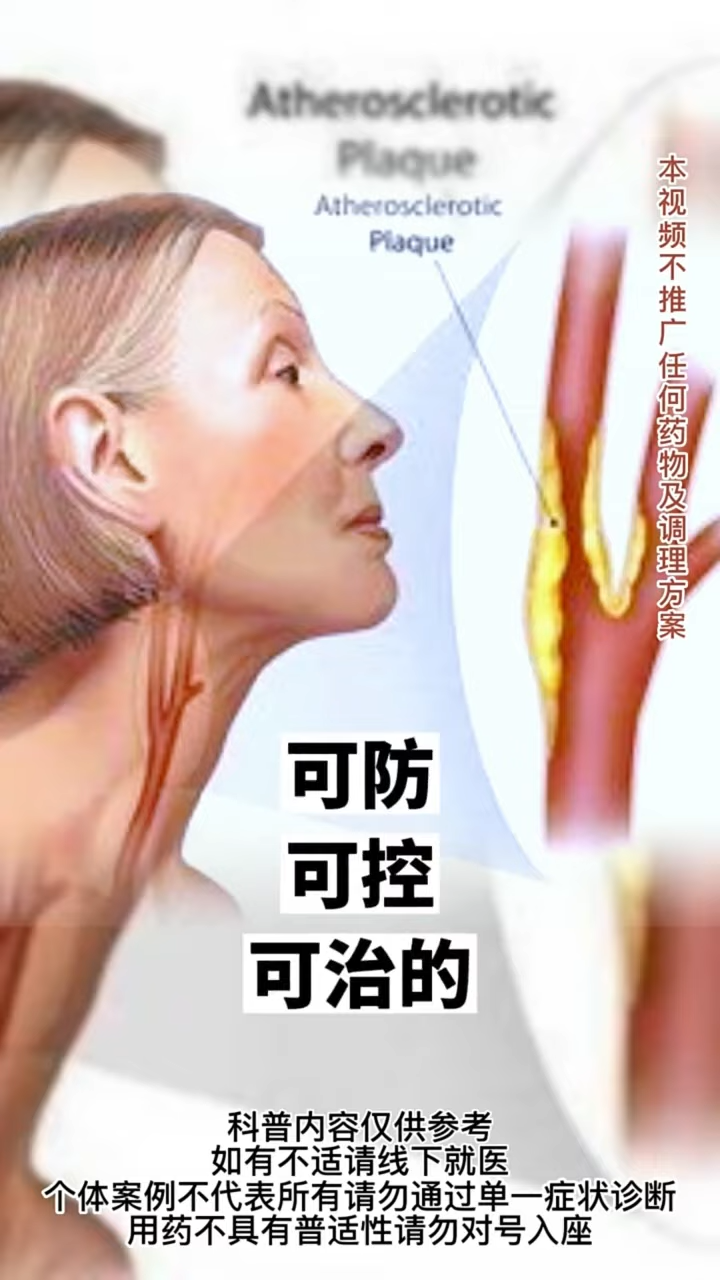 Atherosclerotic
Plaque
Atherosclerotic
Plaque
本视频不推广任何药物及调理方案
可防
可控
可治的
科普内容仅供参考
如有不适请线下就医
个体案例不代表所有请勿通过单一症状诊断
用药不具有普适性请勿对号入座